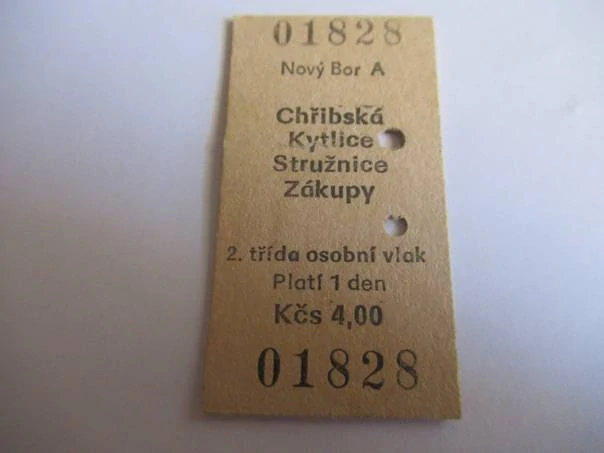 01828
Nový Bor A
Chřibská
Kytlice
Stružnice
Zákupy
2. třída osobní vlak
Platí 1 den
Kčs 4,00
01828